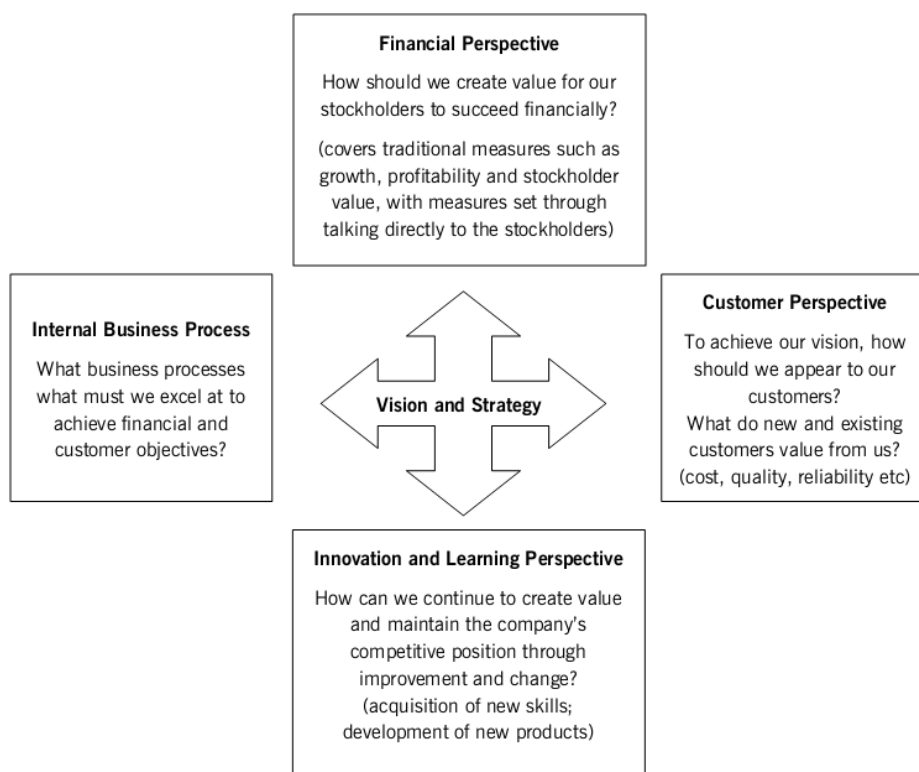 Financial Perspective
How should we create value for our
stockholders to succeed financially?
(covers traditional measures such as
growth, profitability and stockholder
value, with measures set through
talking directly to the stockholders)
Internal Business Process
What business processes
what must we excel at to
achieve financial and
customer objectives?
Vision and Strategy
Customer Perspective
To achieve our vision, how
should we appear to our
customers?
What do new and existing
customers value from us?
(cost, quality, reliability etc)
Innovation and Learning Perspective
How can we continue to create value
and maintain the company's
competitive position through
improvement and change?
(acquisition of new skills;
development of new products)